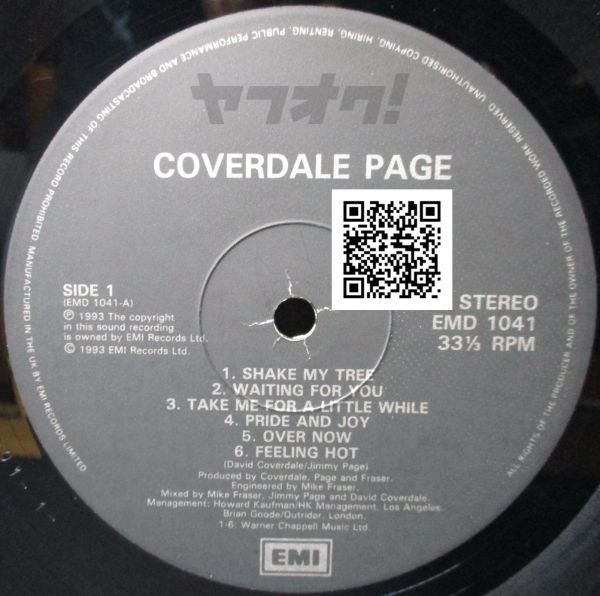 UNAUTHORISED COPYING, HIRING, RENTING, PUBLIC PERFORMANCE AND BROADCASTING OF THIS RECORD PROHIBITED. MANUFACTURED IN THE UK BY EMI RECORDS LIMITED
ALL RIGHTS OF THE PRODUCER AND OF THE OWNER OF THE RECORDED WORK RESERVED
ヤフオク!
COVERDALE PAGE
SIDE 1
(EMD 1041-A)
Ⓟ 1993 The copyright
in this sound recording
is owned by EMI Records Ltd.
© 1993 EMI Records Ltd.
STEREO
EMD 1041
33⅓ RPM
1. SHAKE MY TREE
2. WAITING FOR YOU
3. TAKE ME FOR A LITTLE WHILE
4. PRIDE AND JOY
5. OVER NOW
6. FEELING HOT
(David Coverdale/Jimmy Page)
Produced by Coverdale, Page and Fraser.
Engineered by Mike Fraser.
Mixed by Mike Fraser, Jimmy Page and David Coverdale.
Management: Howard Kaufman/HK Management, Los Angeles.
Brian Goode/Outrider, London.
1-6: Warner Chappell Music Ltd.
EMI